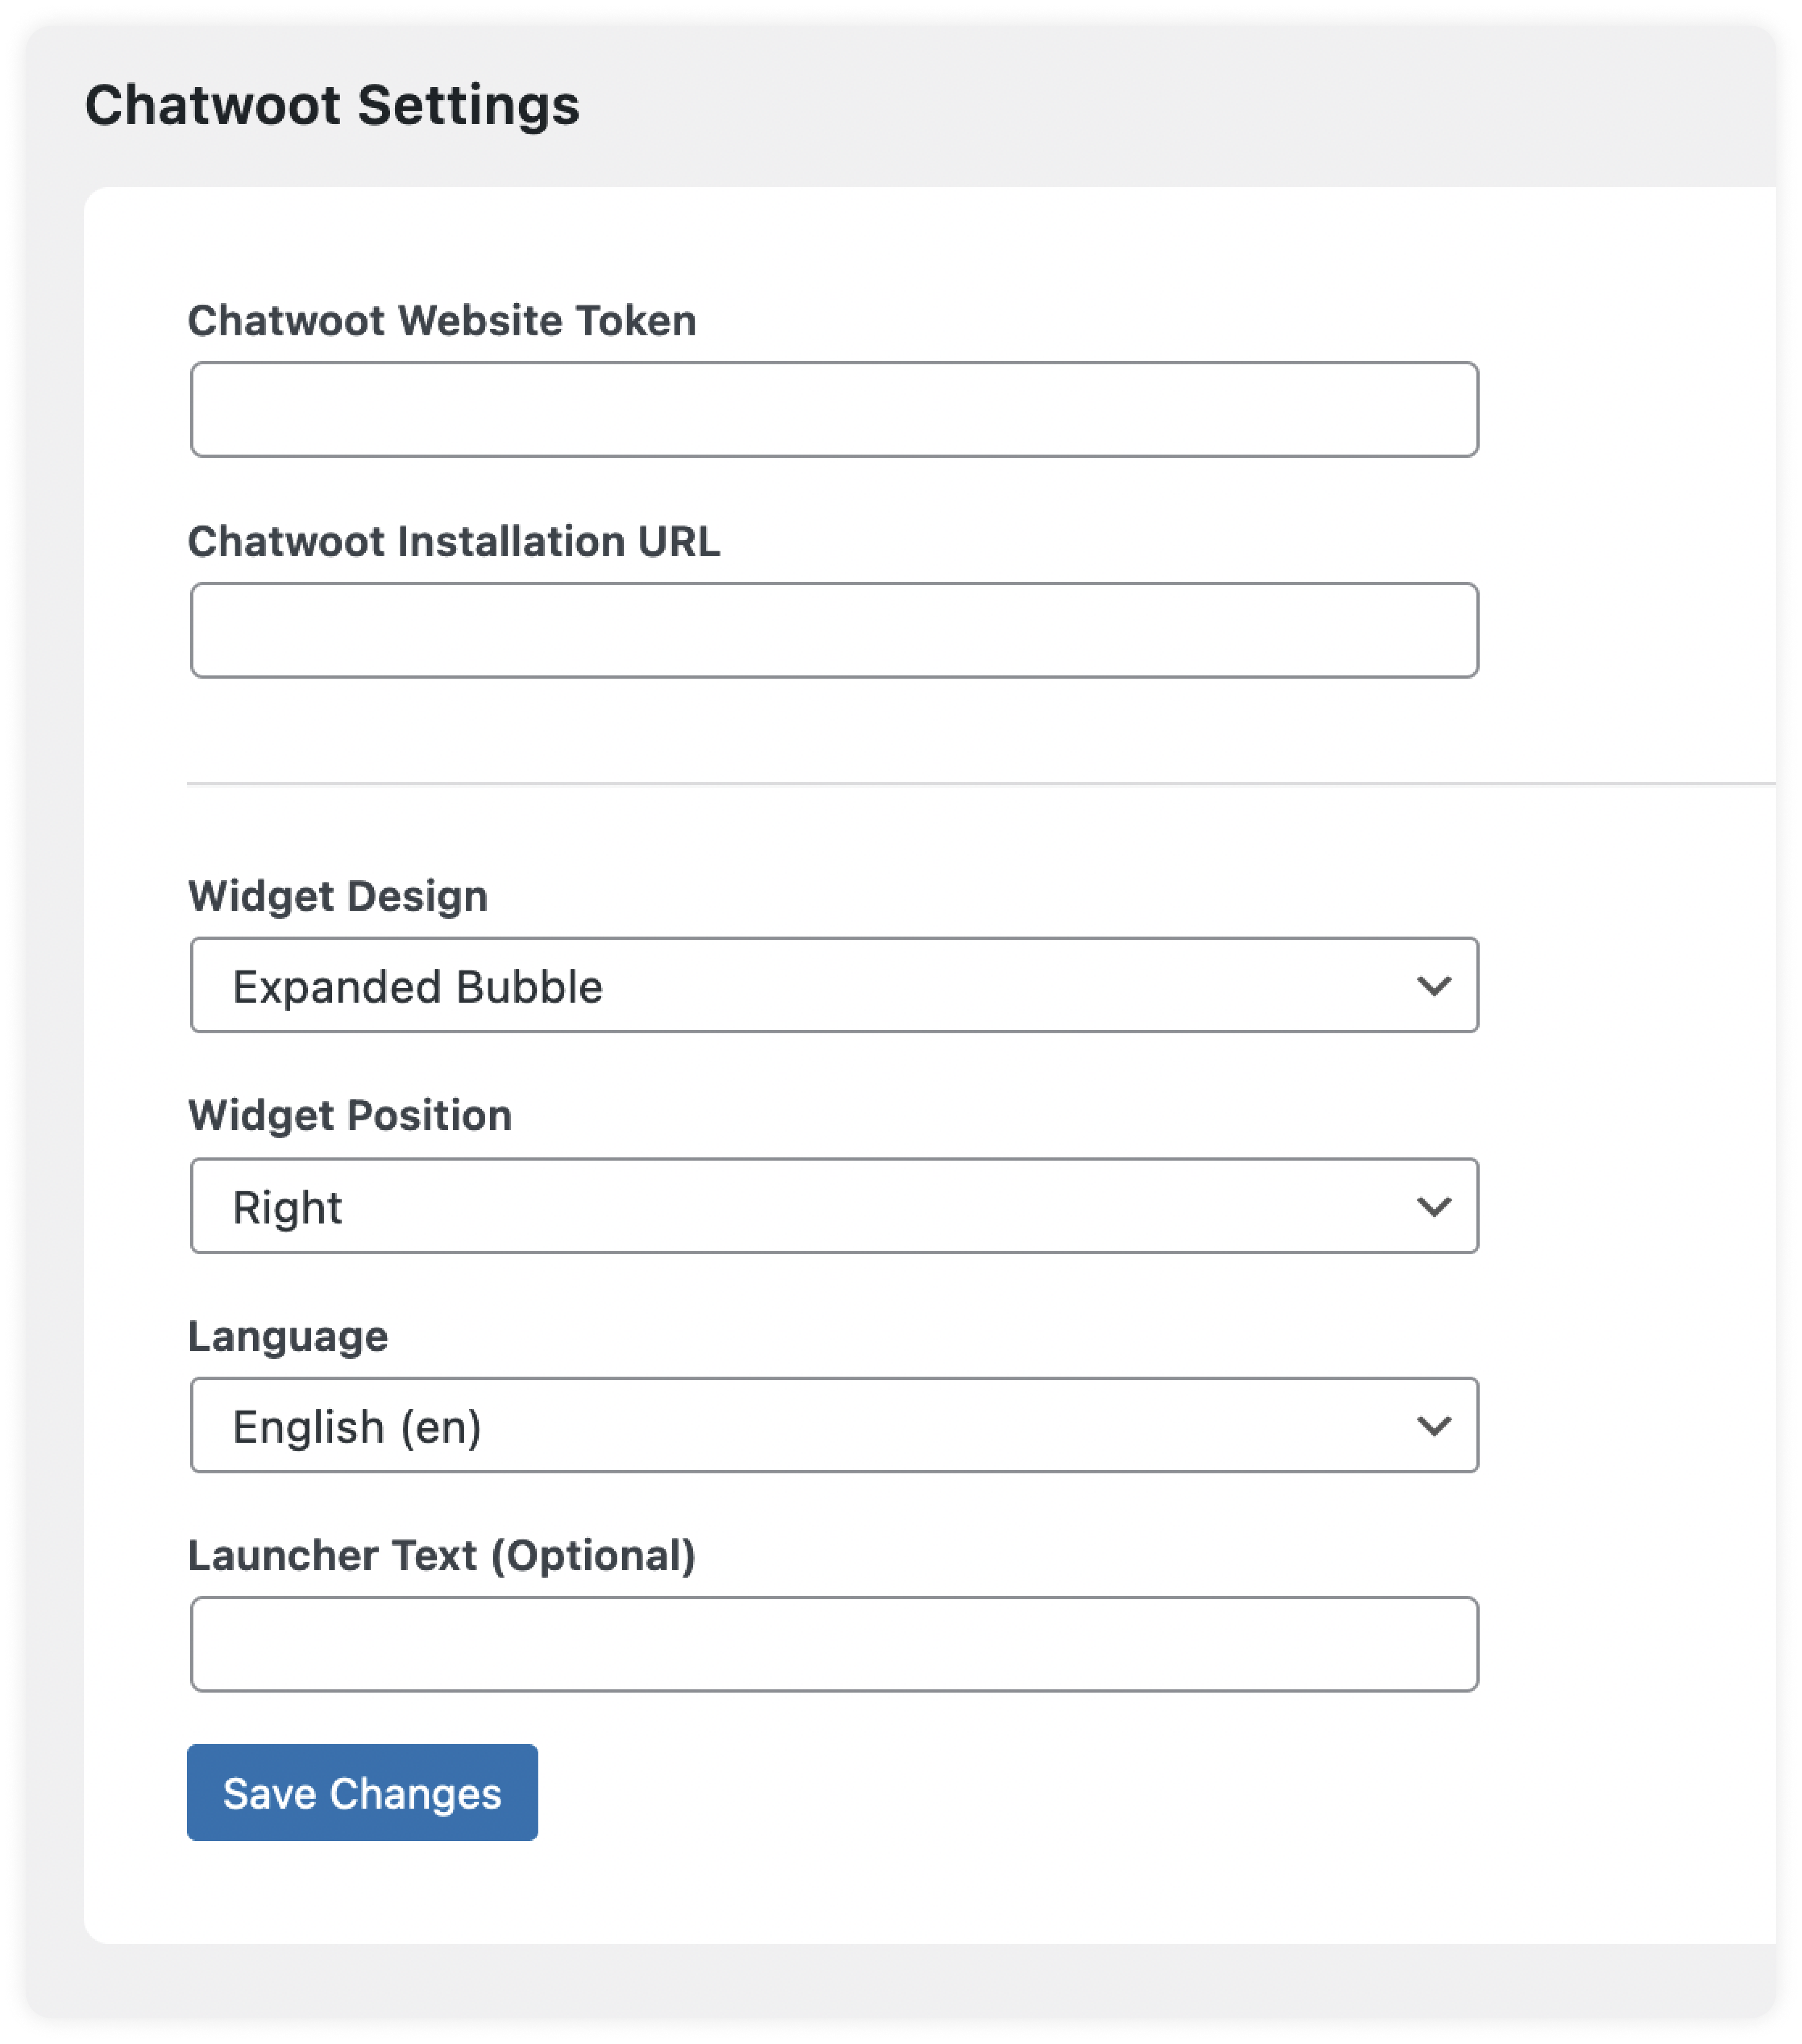 Chatwoot Settings
Chatwoot Website Token
Chatwoot Installation URL
Widget Design
Expanded Bubble
Widget Position
Right
Language
English (en)
Launcher Text (Optional)
Save Changes